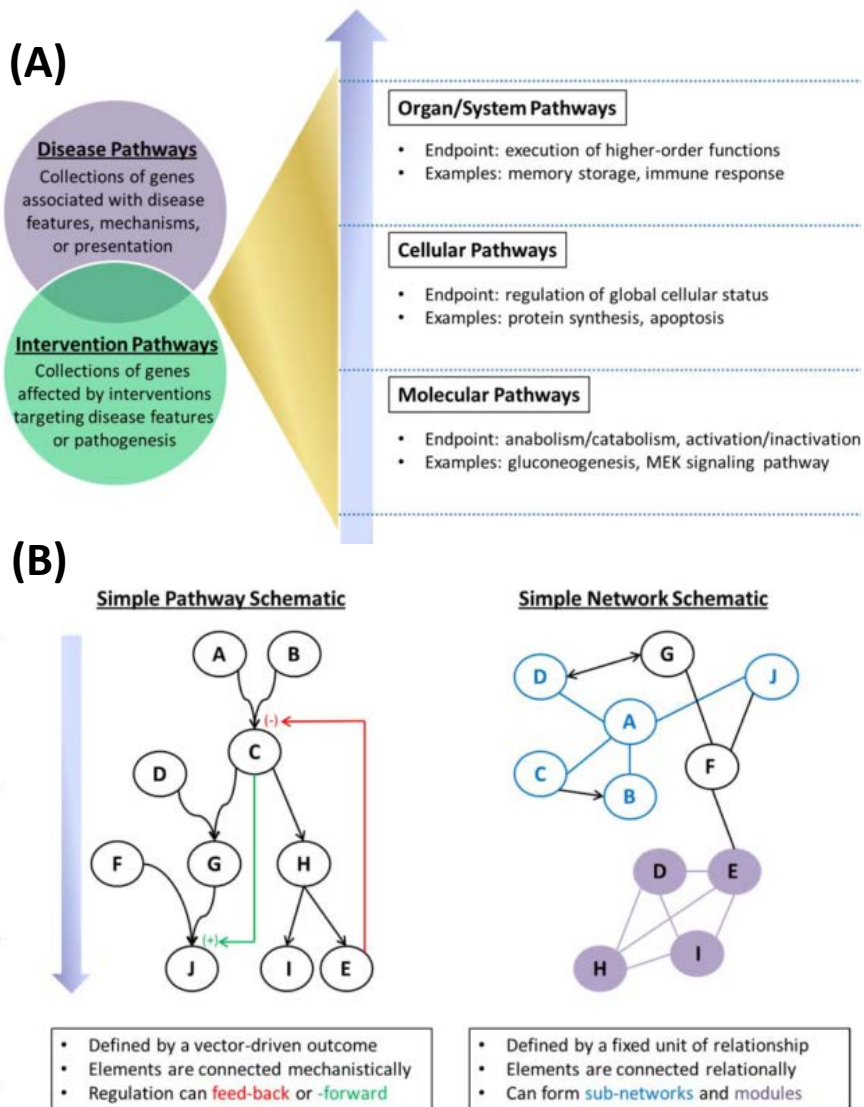 (A)
Disease Pathways
Collections of genes
associated with disease
features, mechanisms,
or presentation
Intervention Pathways
Collections of genes
affected by interventions
targeting disease features
or pathogenesis
Organ/System Pathways
• Endpoint: execution of higher-order functions
• Examples: memory storage, immune response
Cellular Pathways
• Endpoint: regulation of global cellular status
• Examples: protein synthesis, apoptosis
Molecular Pathways
• Endpoint: anabolism/catabolism, activation/inactivation
• Examples: gluconeogenesis, MEK signaling pathway
(B)
Simple Pathway Schematic
A
B
(-)
C
D
F
G
H
(+)
J
I
E
• Defined by a vector-driven outcome
• Elements are connected mechanistically
• Regulation can feed-back or -forward
Simple Network Schematic
G
D
J
A
F
C
B
D
E
I
H
• Defined by a fixed unit of relationship
• Elements are connected relationally
• Can form sub-networks and modules